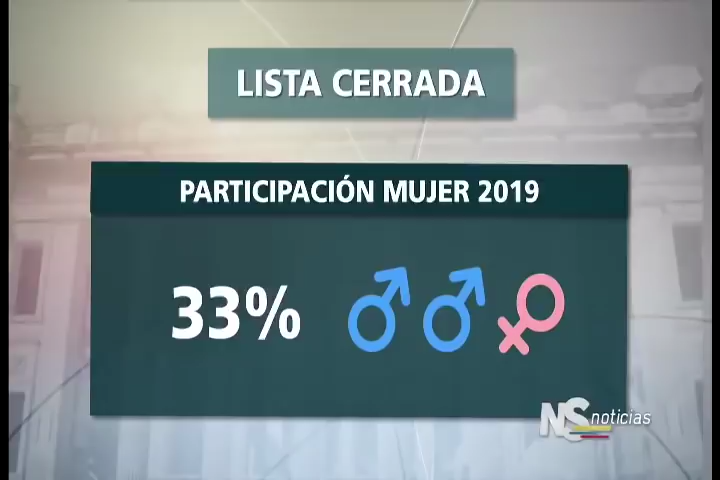 LISTA CERRADA
PARTICIPACIÓN MUJER 2019
33%
NS noticias